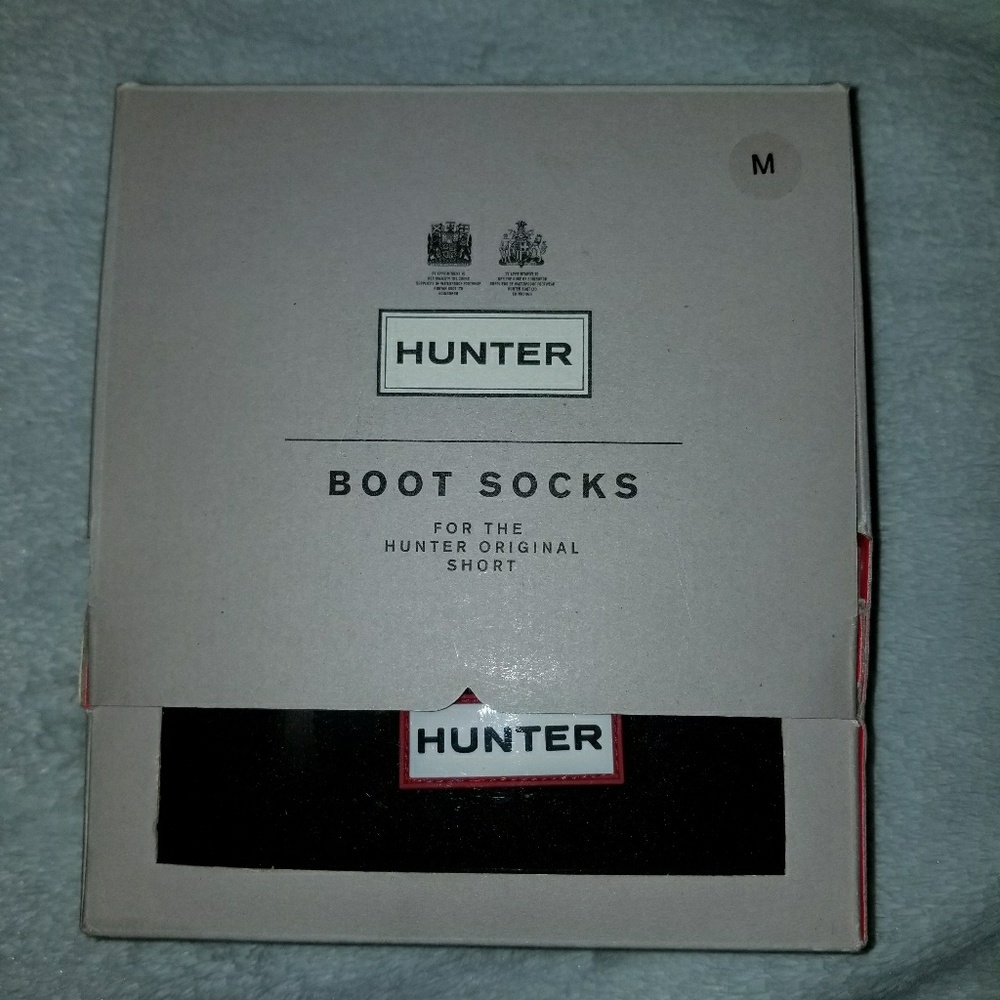 M
HUNTER
BOOT SOCKS
FOR THE
HUNTER ORIGINAL
SHORT
HUNTER